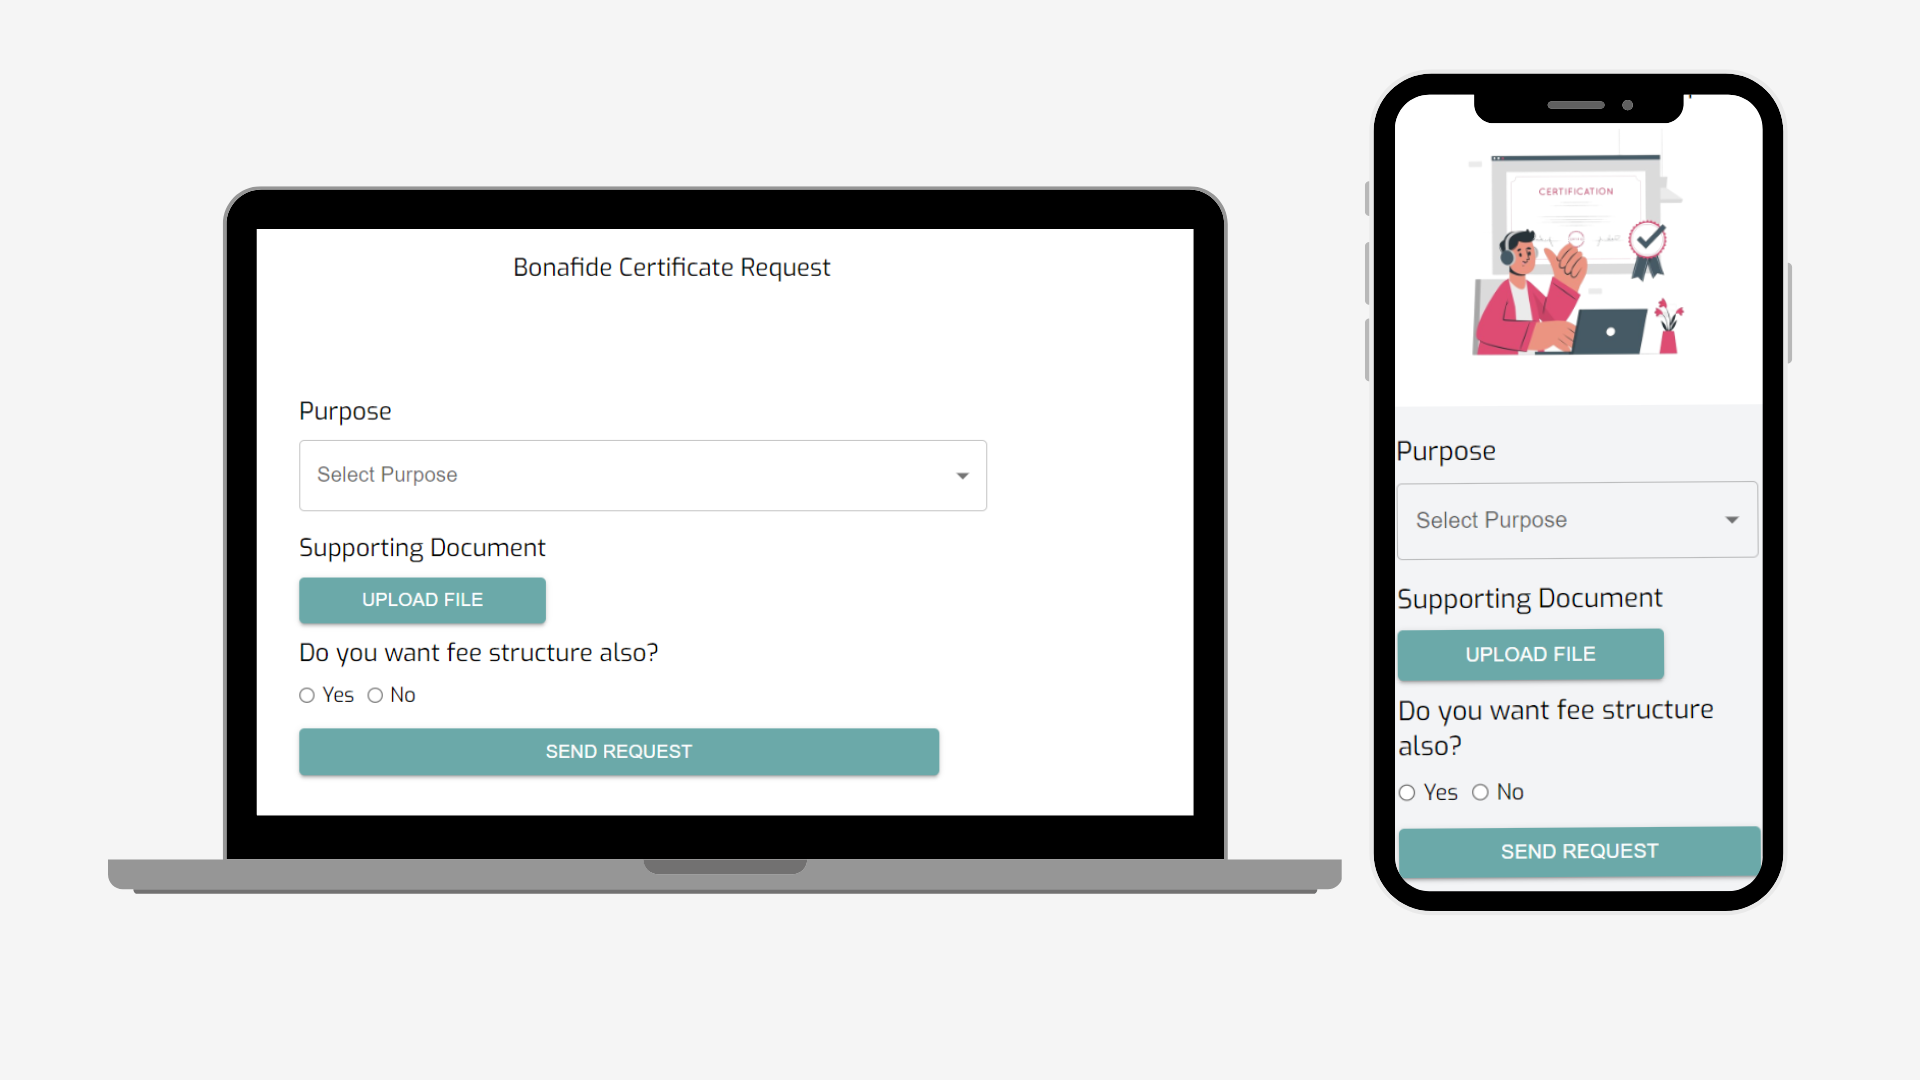 Bonafide Certificate Request
Purpose
Select Purpose
Supporting Document
UPLOAD FILE
Do you want fee structure also?
Yes No
SEND REQUEST
CERTIFICATION
Purpose
Select Purpose
Supporting Document
UPLOAD FILE
Do you want fee structure
also?
Yes No
SEND REQUEST